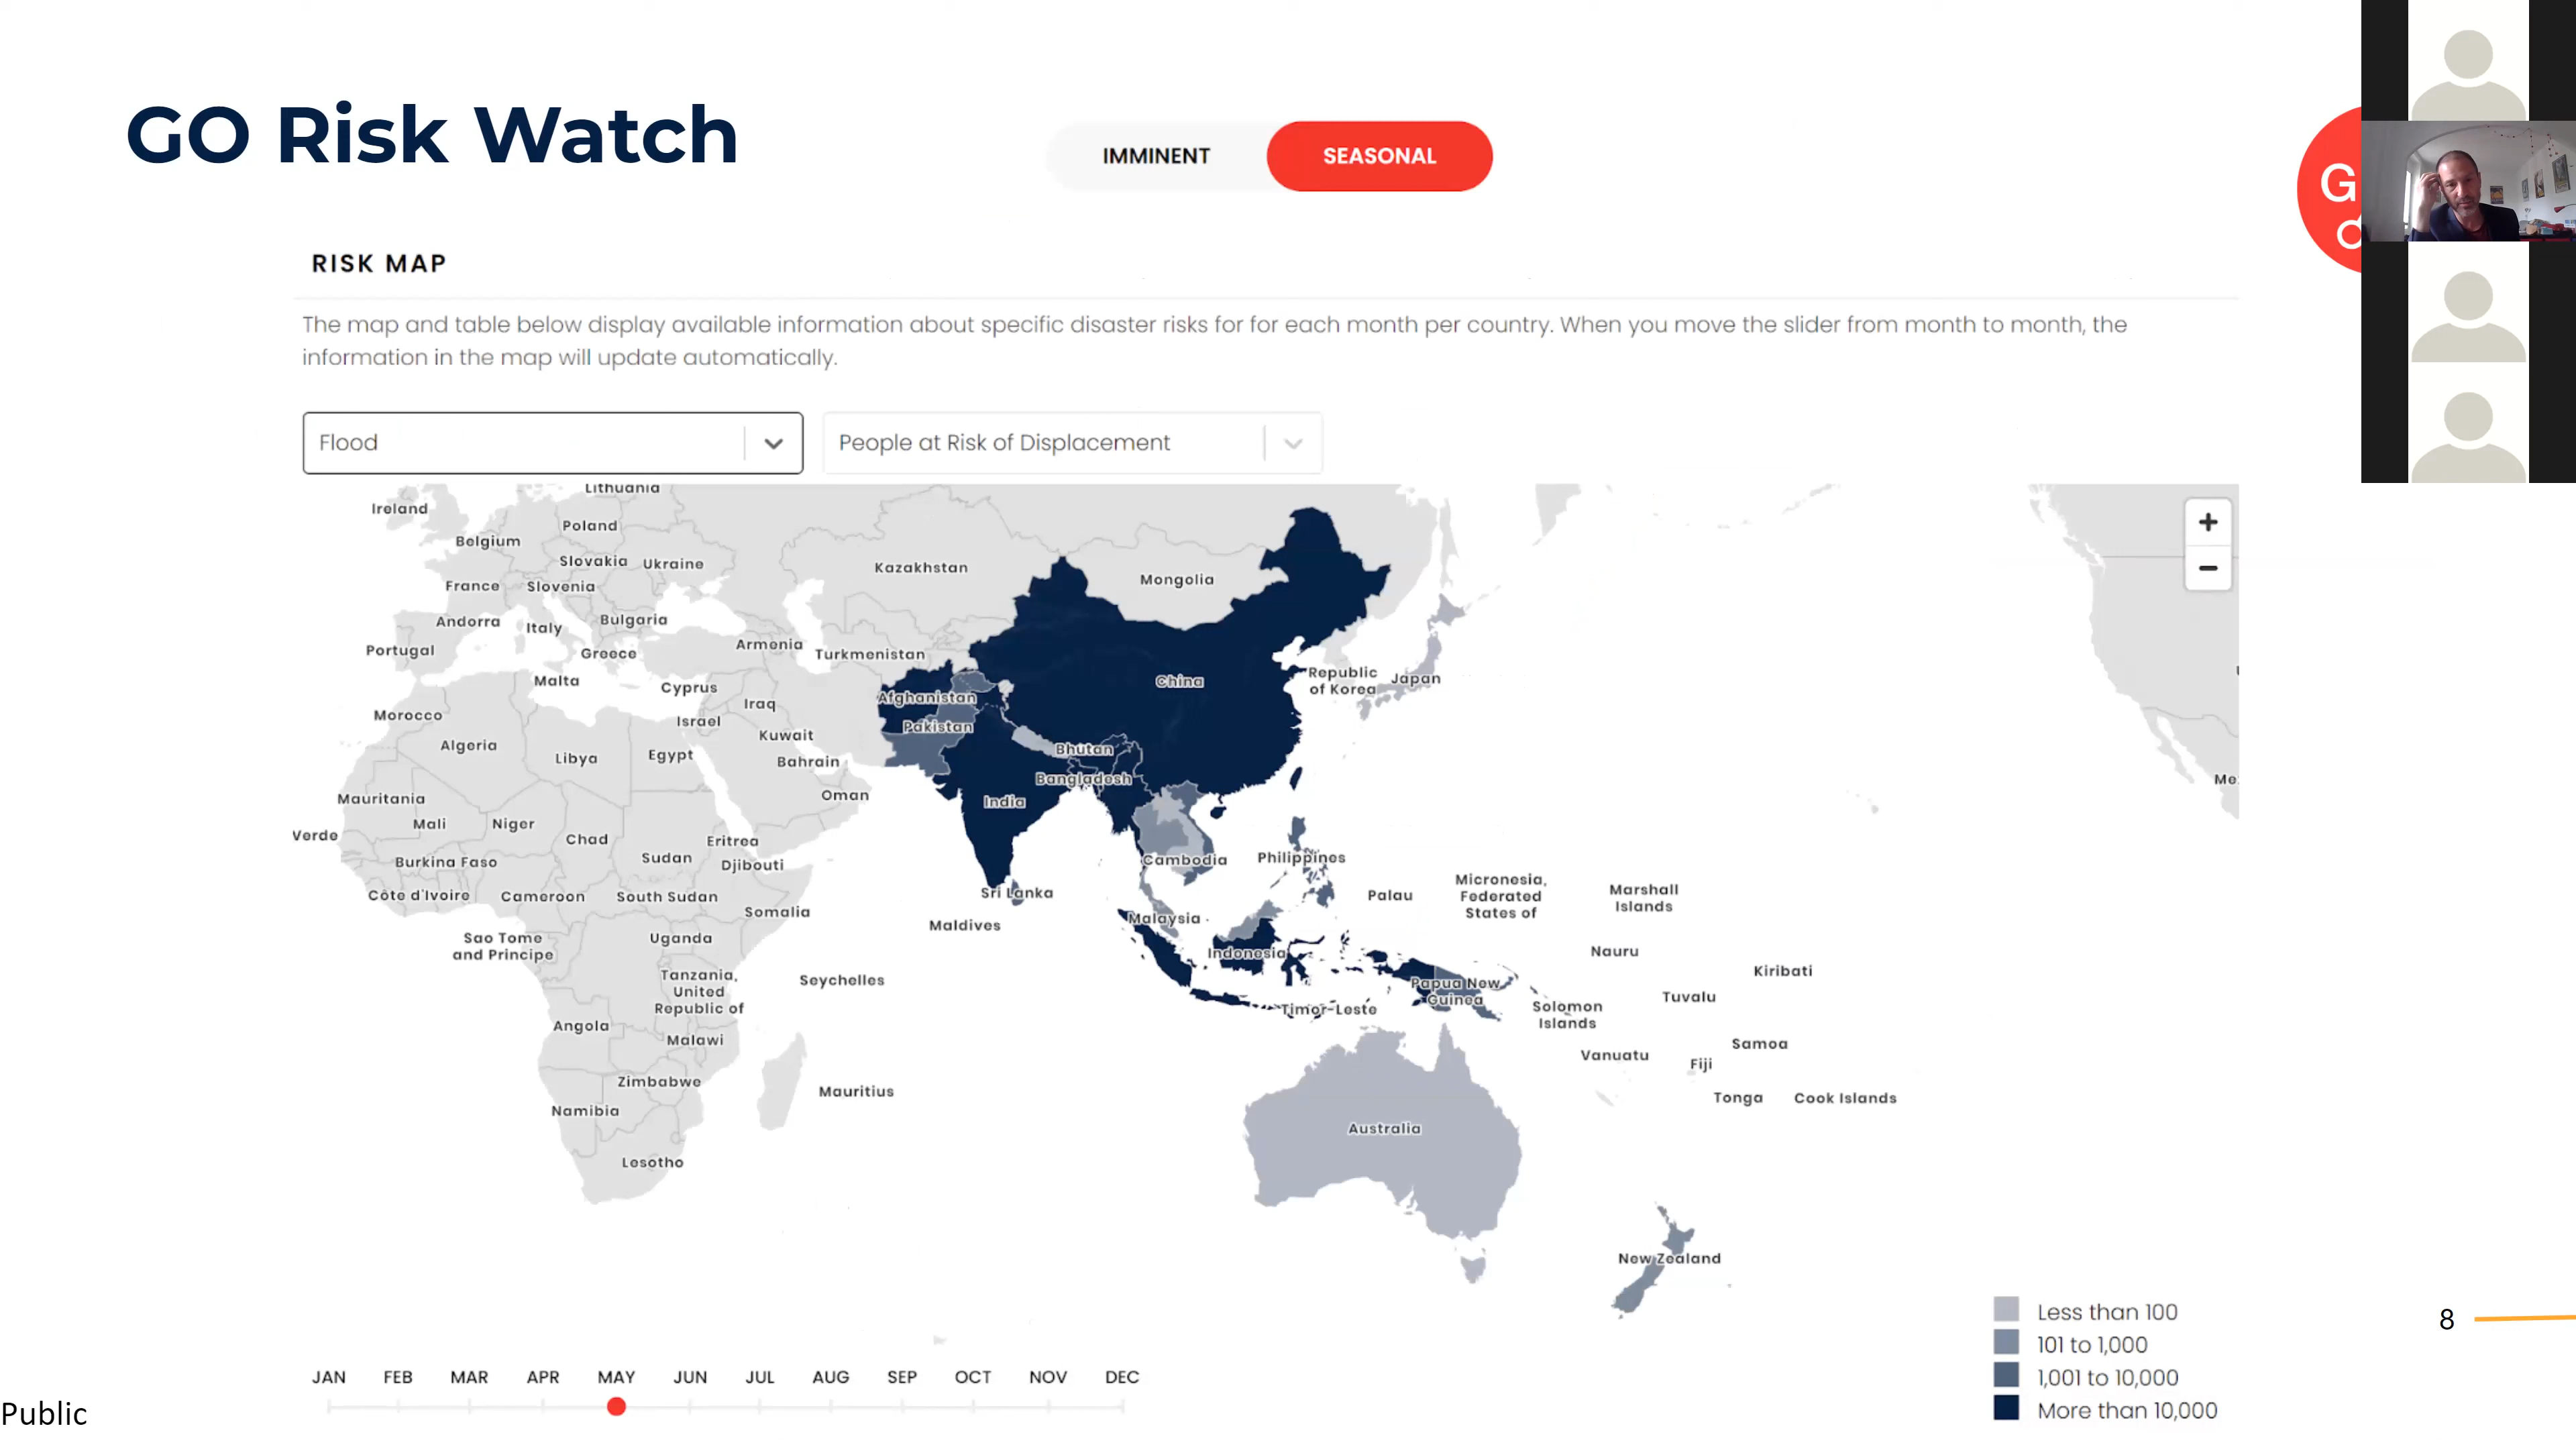 GO Risk Watch
IMMINENT
SEASONAL
G
RISK MAP
The map and table below display available information about specific disaster risks for for each month per country. When you move the slider from month to month, the
information in the map will update automatically.
Flood
People at Risk of Displacement
+
−
Lithuania
Ireland
Poland
Belgium
Slovakia
Ukraine
Kazakhstan
Mongolia
France
Slovenia
Andorra
Italy
Bulgaria
Portugal
Greece
Armenia
Turkmenistan
Malta
Cyprus
Republic
of Korea
Japan
China
Afghanistan
Morocco
Iraq
Israel
Pakistan
Algeria
Libya
Egypt
Kuwait
Bahrain
Bhutan
Bangladesh
Me
Mauritania
Oman
India
Verde
Mali
Niger
Chad
Eritrea
Burkina Faso
Sudan
Djibouti
Cambodia
Philippines
Côte d'Ivoire
Cameroon
South Sudan
Somalia
Sri Lanka
Maldives
Malaysia
Palau
Micronesia,
Federated
States of
Marshall
Islands
Sao Tome
and Principe
Uganda
Indonesia
Nauru
Tanzania,
United
Republic of
Seychelles
Papua New
Guinea
Kiribati
Tuvalu
Timor-Leste
Solomon
Islands
Angola
Malawi
Samoa
Vanuatu
Fiji
Zimbabwe
Mauritius
Tonga
Cook Islands
Namibia
Australia
Lesotho
New Zealand
Less than 100
101 to 1,000
1,001 to 10,000
More than 10,000
8
JAN FEB MAR APR MAY JUN JUL AUG SEP OCT NOV DEC
Public